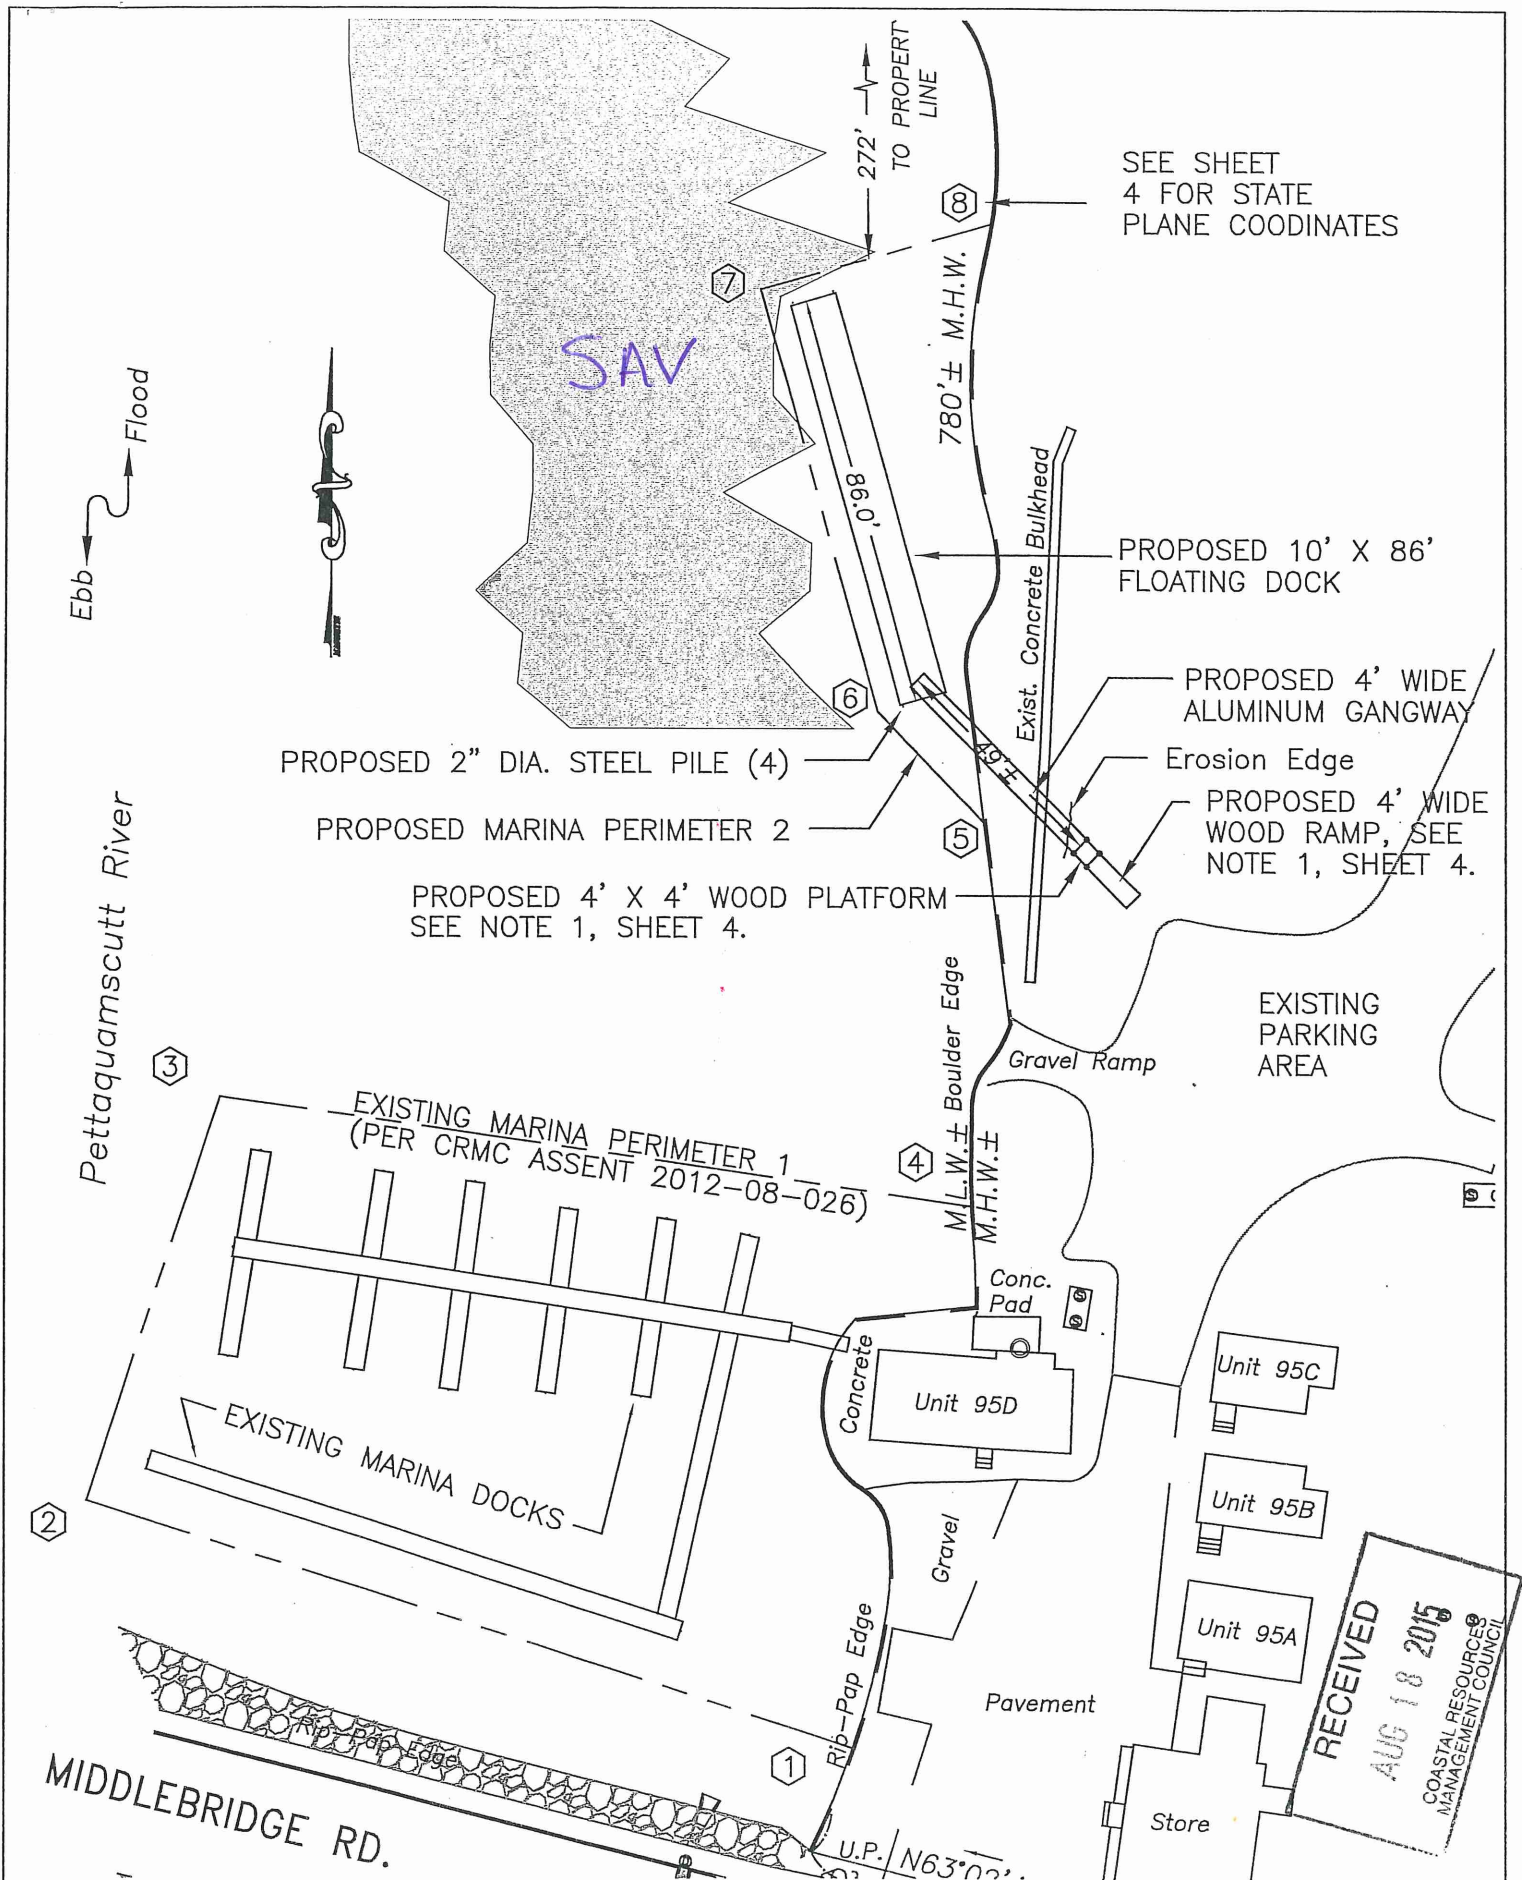 272'
TO PROPERT
LINE
8
SEE SHEET
4 FOR STATE
PLANE COODINATES
7
SAV
780'± M.H.W.
Flood
Ebb
86.0'
Exist. Concrete Bulkhead
PROPOSED 10' X 86'
FLOATING DOCK
6
PROPOSED 4' WIDE
ALUMINUM GANGWAY
49'±
PROPOSED 2" DIA. STEEL PILE (4)
Erosion Edge
PROPOSED 4' WIDE
WOOD RAMP, SEE
NOTE 1, SHEET 4.
PROPOSED MARINA PERIMETER 2
5
PROPOSED 4' X 4' WOOD PLATFORM
SEE NOTE 1, SHEET 4.
Pettaquamscutt River
Boulder Edge
M.L.W.±
M.H.W.±
EXISTING
PARKING
AREA
Gravel Ramp
3
EXISTING MARINA PERIMETER 1
(PER CRMC ASSENT 2012-08-026)
4
S
Conc.
Pad
S
S
Concrete
Unit 95D
Unit 95C
EXISTING MARINA DOCKS
2
Gravel
Unit 95B
Rip-Pap Edge
Unit 95A
Pavement
RECEIVED
AUG 18 2015
COASTAL RESOURCES
MANAGEMENT COUNCIL
S
S
Rip-Pap Edge
1
MIDDLEBRIDGE RD.
Store
U.P.
N63°02'